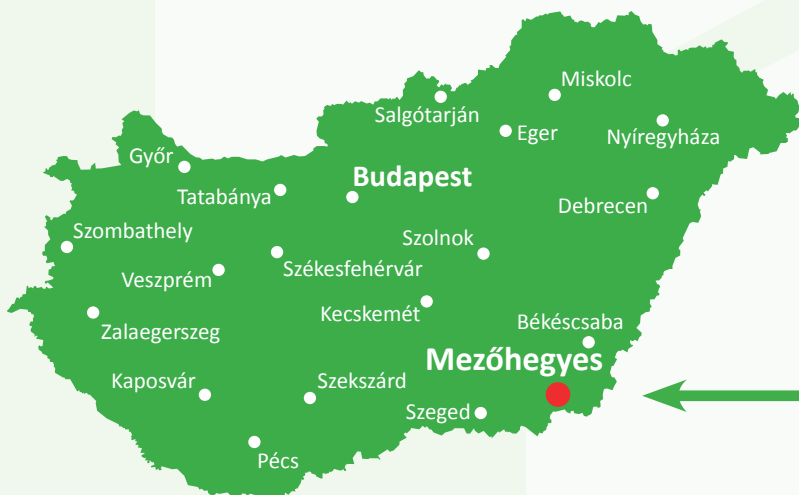 Miskolc
Salgótarján
Eger
Nyíregyháza
Győr
Budapest
Tatabánya
Debrecen
Szombathely
Szolnok
Székesfehérvár
Veszprém
Kecskemét
Békéscsaba
Zalaegerszeg
Mezőhegyes
Kaposvár
Szekszárd
Szeged
Pécs